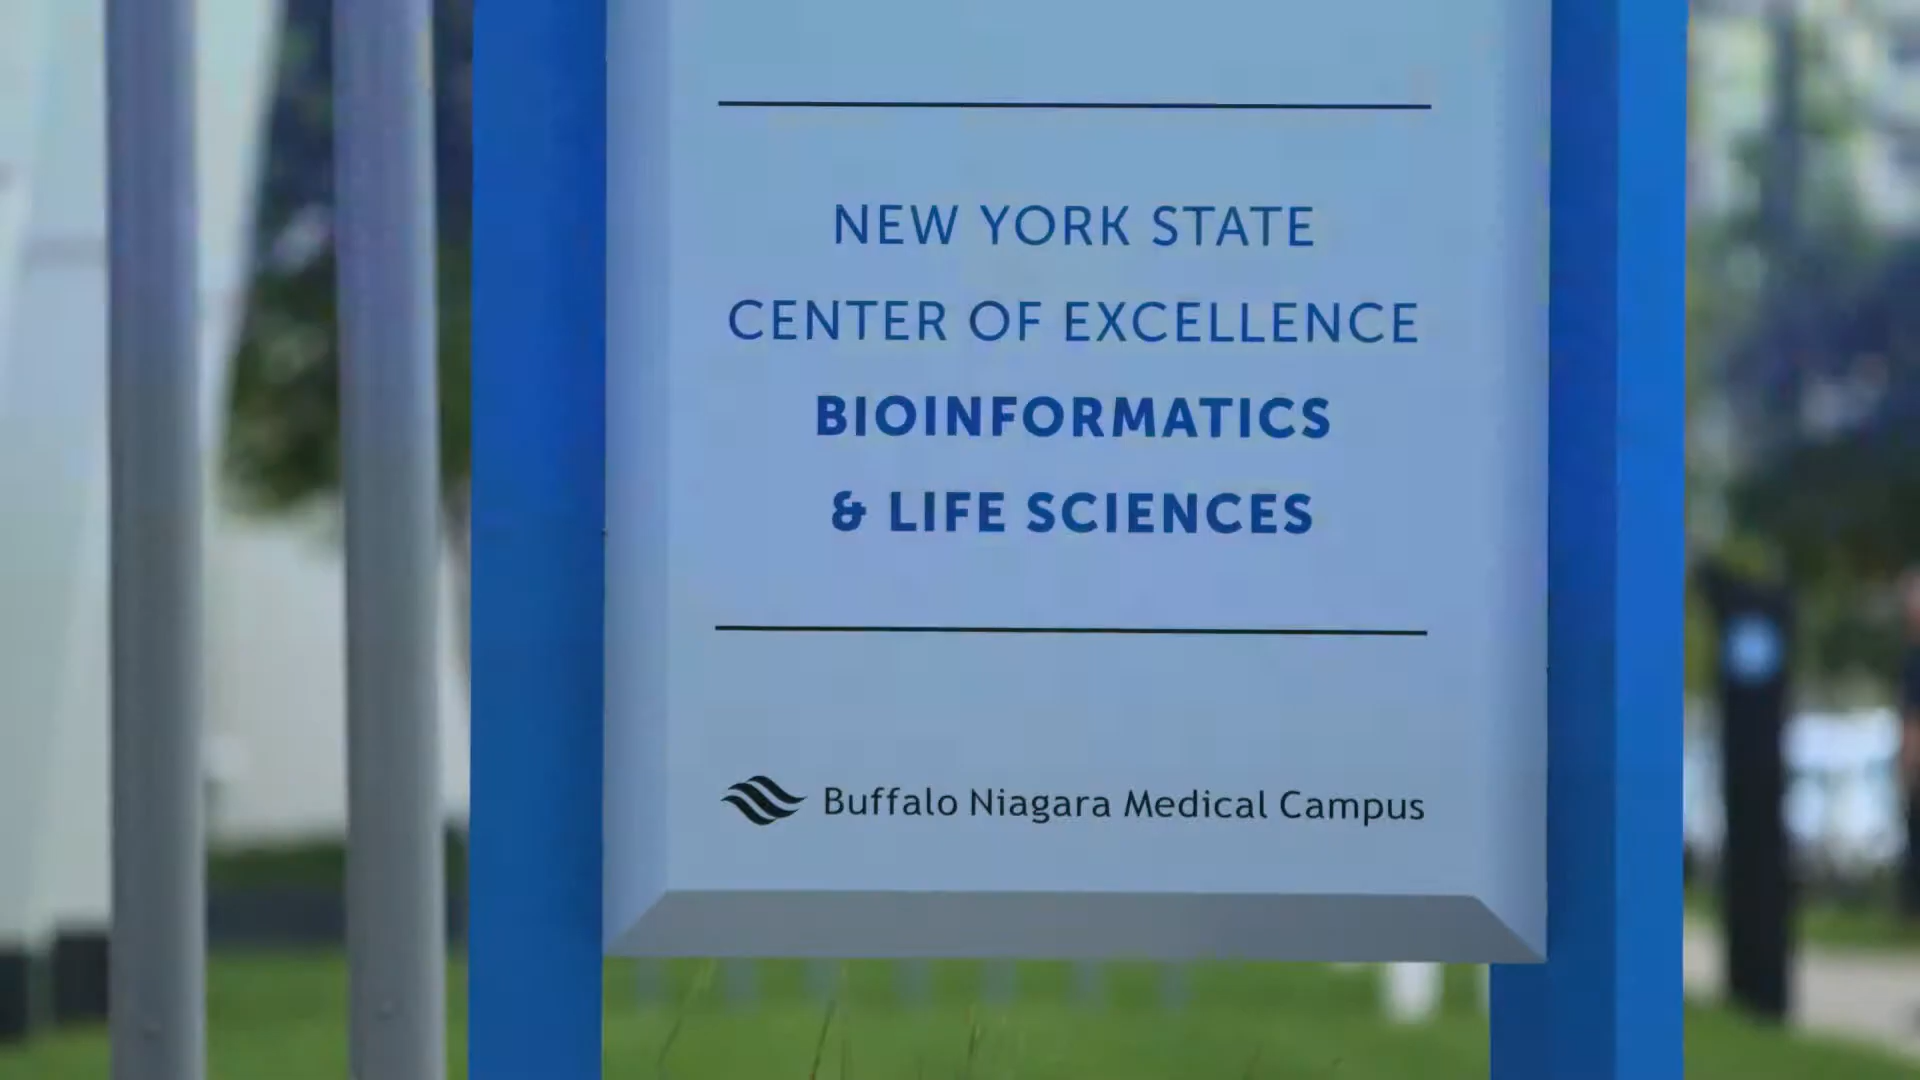 NEW YORK STATE
CENTER OF EXCELLENCE
BIOINFORMATICS
& LIFE SCIENCES
Buffalo Niagara Medical Campus